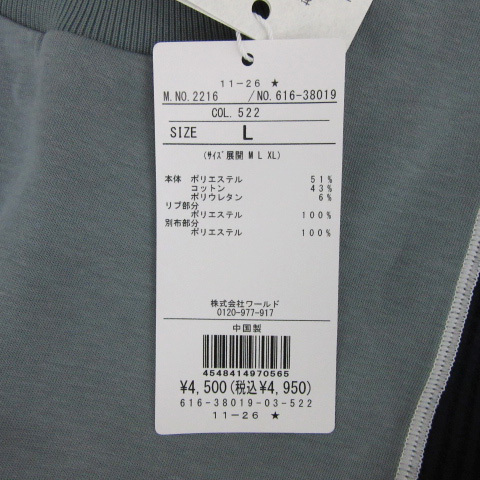 11-26 ★
M.NO.2216 /NO.616-38019
COL.522
SIZE L
(ｻｲｽﾞ展開 M L XL)
本体 ポリエステル 51%
コットン 43%
ポリウレタン 6%
リブ部分
ポリエステル 100%
別布部分
ポリエステル 100%
株式会社ワールド
0120-977-917
中国製
4548414970565
¥4,500(税込¥4,950)
616-38019-03-522
11-26 ★